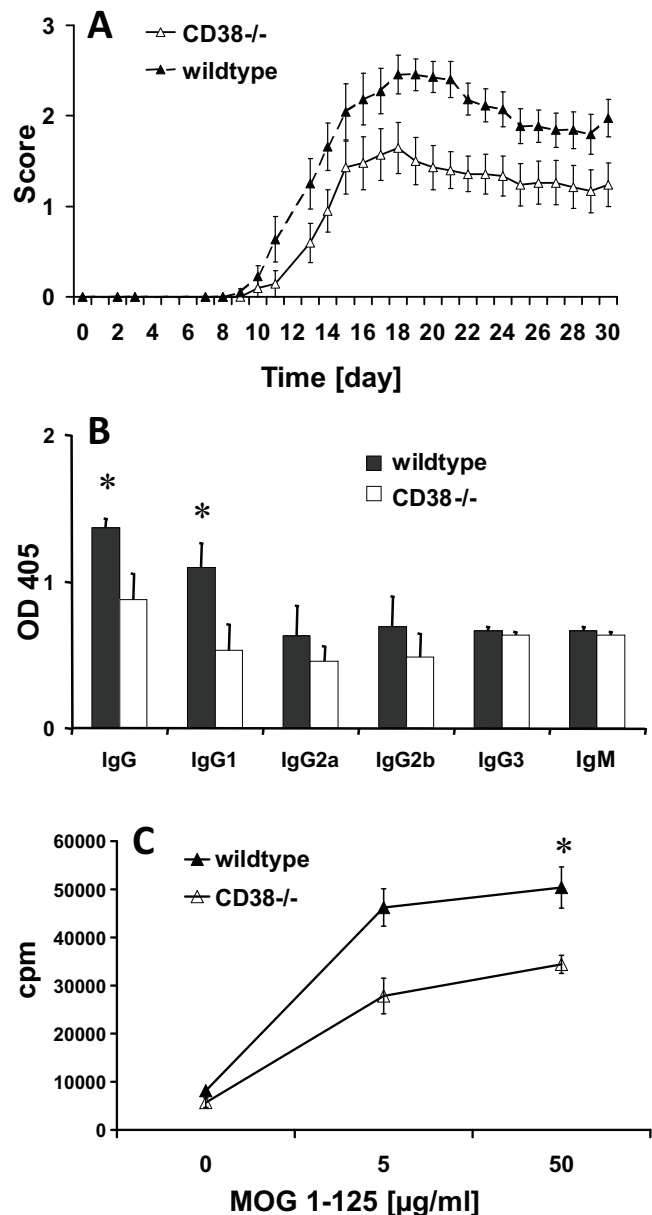 A
CD38-/-
wildtype
3
2
1
0
Score
0 2 4 6 8 10 12 14 16 18 20 22 24 26 28 30
Time [day]
B
wildtype
CD38-/-
2
1
0
OD 405
* *
IgG IgG1 IgG2a IgG2b IgG3 IgM
C
wildtype
CD38-/-
*
60000
50000
40000
30000
20000
10000
0
cpm
0 5 50
MOG 1-125 [µg/ml]